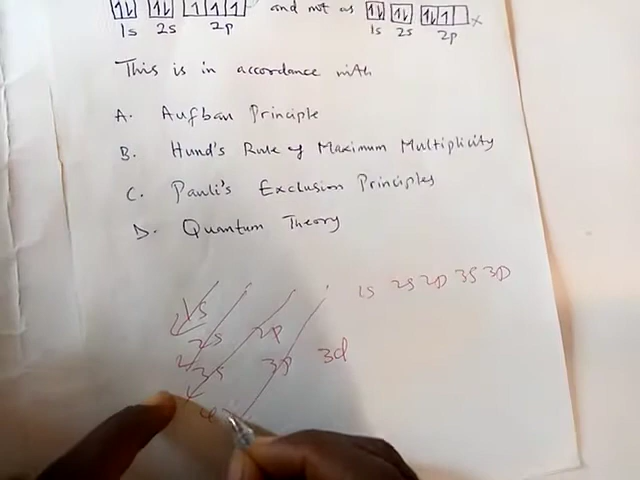 1s 2s 2p and not as 1s 2s 2p x
This is in accordance with
A. Aufbau Principle
B. Hund's Rule of Maximum Multiplicity
C. Pauli's Exclusion Principles
D. Quantum Theory
1s 2s 2p 3s 3p
1s
2s 2p
3s 3p 3d